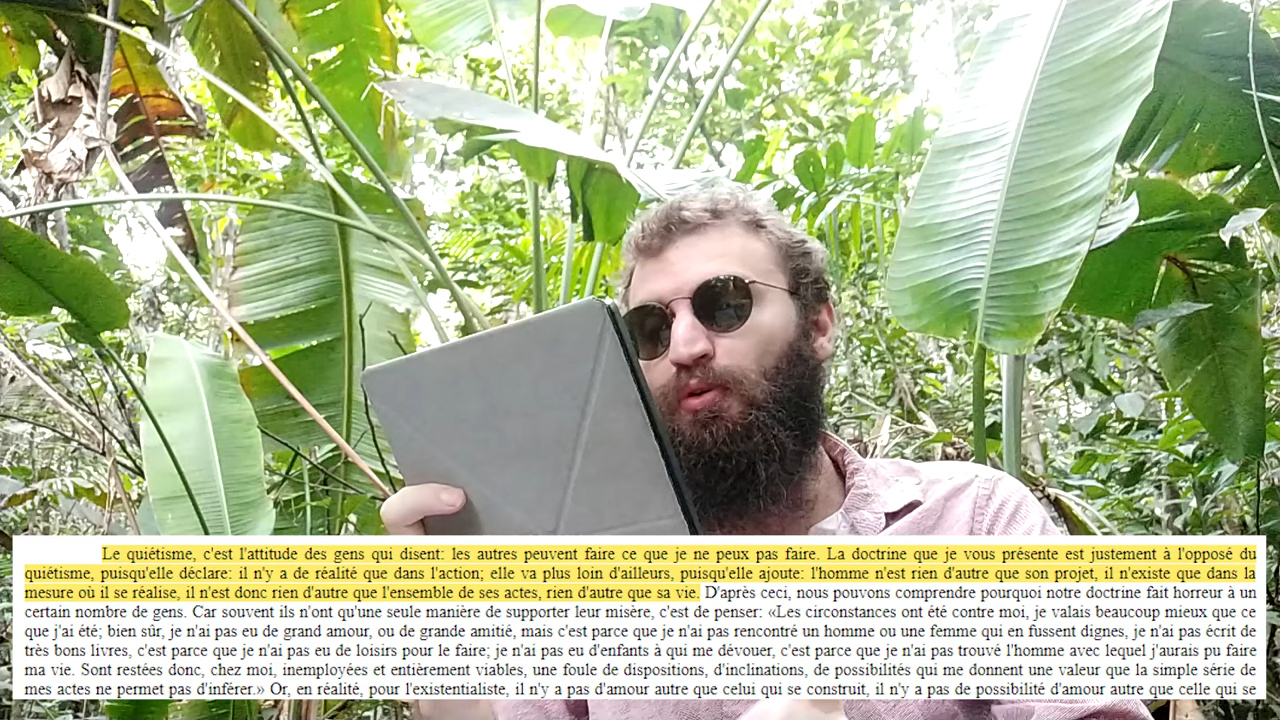 Le quiétisme, c'est l'attitude des gens qui disent: les autres peuvent faire ce que je ne peux pas faire. La doctrine que je vous présente est justement à l'opposé du
quiétisme, puisqu'elle déclare: il n'y a de réalité que dans l'action; elle va plus loin d'ailleurs, puisqu'elle ajoute: l'homme n'est rien d'autre que son projet, il n'existe que dans la
mesure où il se réalise, il n'est donc rien d'autre que l'ensemble de ses actes, rien d'autre que sa vie. D'après ceci, nous pouvons comprendre pourquoi notre doctrine fait horreur à un
certain nombre de gens. Car souvent ils n'ont qu'une seule manière de supporter leur misère, c'est de penser: «Les circonstances ont été contre moi, je valais beaucoup mieux que ce
que j'ai été; bien sûr, je n'ai pas eu de grand amour, ou de grande amitié, mais c'est parce que je n'ai pas rencontré un homme ou une femme qui en fussent dignes, je n'ai pas écrit de
très bons livres, c'est parce que je n'ai pas eu de loisirs pour le faire; je n'ai pas eu d'enfants à qui me dévouer, c'est parce que je n'ai pas trouvé l'homme avec lequel j'aurais pu faire
ma vie. Sont restées donc, chez moi, inemployées et entièrement viables, une foule de dispositions, d'inclinations, de possibilités qui me donnent une valeur que la simple série de
mes actes ne permet pas d'inférer.» Or, en réalité, pour l'existentialiste, il n'y a pas d'amour autre que celui qui se construit, il n'y a pas de possibilité d'amour autre que celle qui se